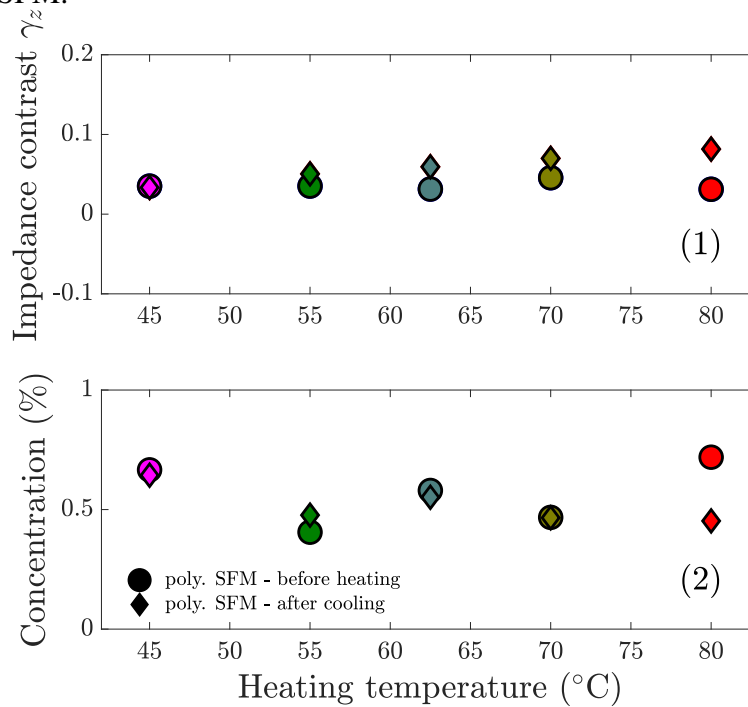 SFM.
Impedance contrast γz
0.2
0.1
0
-0.1
(1)
45 50 55 60 65 70 75 80
Concentration (%)
1
0.5
0
poly. SFM - before heating
poly. SFM - after cooling
(2)
45 50 55 60 65 70 75 80
Heating temperature (°C)